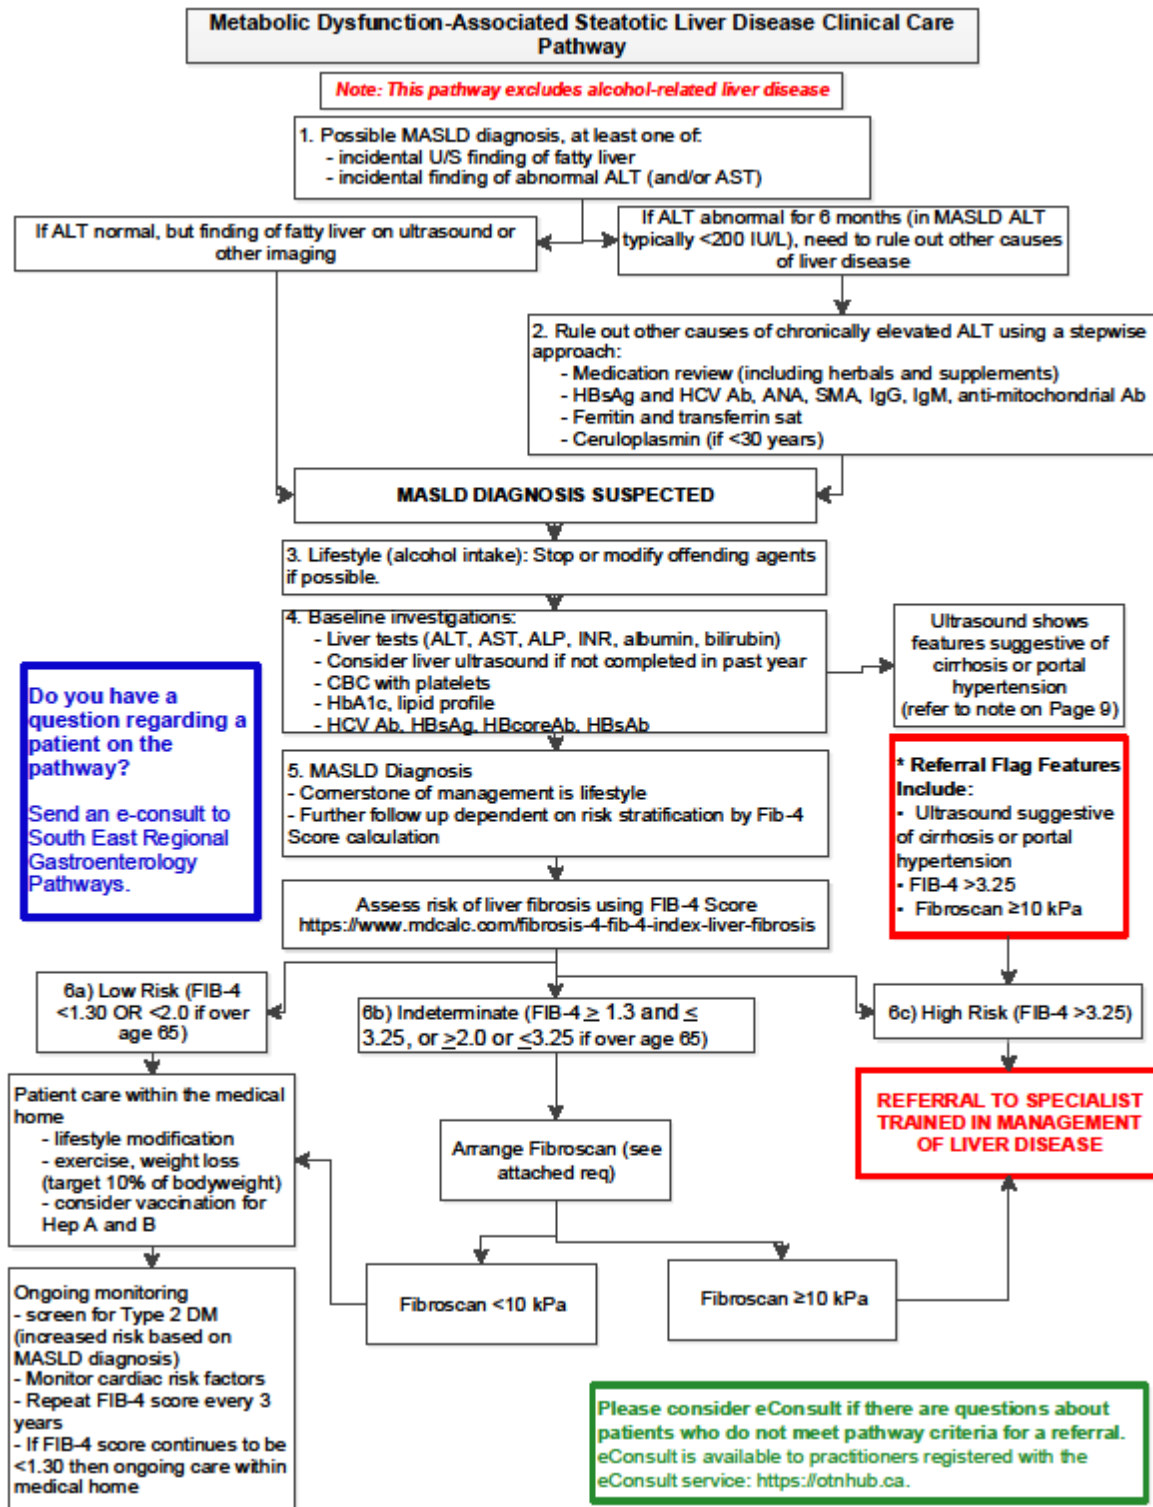 Metabolic Dysfunction-Associated Steatotic Liver Disease Clinical Care
Pathway
Note: This pathway excludes alcohol-related liver disease
1. Possible MASLD diagnosis, at least one of:
- incidental U/S finding of fatty liver
- incidental finding of abnormal ALT (and/or AST)
If ALT normal, but finding of fatty liver on ultrasound or
other imaging
If ALT abnormal for 6 months (in MASLD ALT
typically <200 IU/L), need to rule out other causes
of liver disease
2. Rule out other causes of chronically elevated ALT using a stepwise
approach:
- Medication review (including herbals and supplements)
- HBsAg and HCV Ab, ANA, SMA, IgG, IgM, anti-mitochondrial Ab
- Ferritin and transferrin sat
- Ceruloplasmin (if <30 years)
MASLD DIAGNOSIS SUSPECTED
3. Lifestyle (alcohol intake): Stop or modify offending agents
if possible.
4. Baseline investigations:
- Liver tests (ALT, AST, ALP, INR, albumin, bilirubin)
- Consider liver ultrasound if not completed in past year
- CBC with platelets
- HbA1c, lipid profile
- HCV Ab, HBsAg, HBcoreAb, HBsAb
Ultrasound shows
features suggestive of
cirrhosis or portal
hypertension
(refer to note on Page 9)
Do you have a
question regarding a
patient on the
pathway?
Send an e-consult to
South East Regional
Gastroenterology
Pathways.
5. MASLD Diagnosis
- Cornerstone of management is lifestyle
- Further follow up dependent on risk stratification by Fib-4
Score calculation
* Referral Flag Features
Include:
- Ultrasound suggestive
of cirrhosis or portal
hypertension
- FIB-4 >3.25
- Fibroscan ≥10 kPa
Assess risk of liver fibrosis using FIB-4 Score
https://www.mdcalc.com/fibrosis-4-fib-4-index-liver-fibrosis
6a) Low Risk (FIB-4
<1.30 OR <2.0 if over
age 65)
6b) Indeterminate (FIB-4 ≥ 1.3 and ≤
3.25, or ≥2.0 or ≤3.25 if over age 65)
6c) High Risk (FIB-4 >3.25)
Patient care within the medical
home
- lifestyle modification
- exercise, weight loss
(target 10% of bodyweight)
- consider vaccination for
Hep A and B
Arrange Fibroscan (see
attached req)
REFERRAL TO SPECIALIST
TRAINED IN MANAGEMENT
OF LIVER DISEASE
Fibroscan <10 kPa
Fibroscan ≥10 kPa
Ongoing monitoring
- screen for Type 2 DM
(increased risk based on
MASLD diagnosis)
- Monitor cardiac risk factors
- Repeat FIB-4 score every 3
years
- If FIB-4 score continues to be
<1.30 then ongoing care within
medical home
Please consider eConsult if there are questions about
patients who do not meet pathway criteria for a referral.
eConsult is available to practitioners registered with the
eConsult service: https://otnhub.ca.